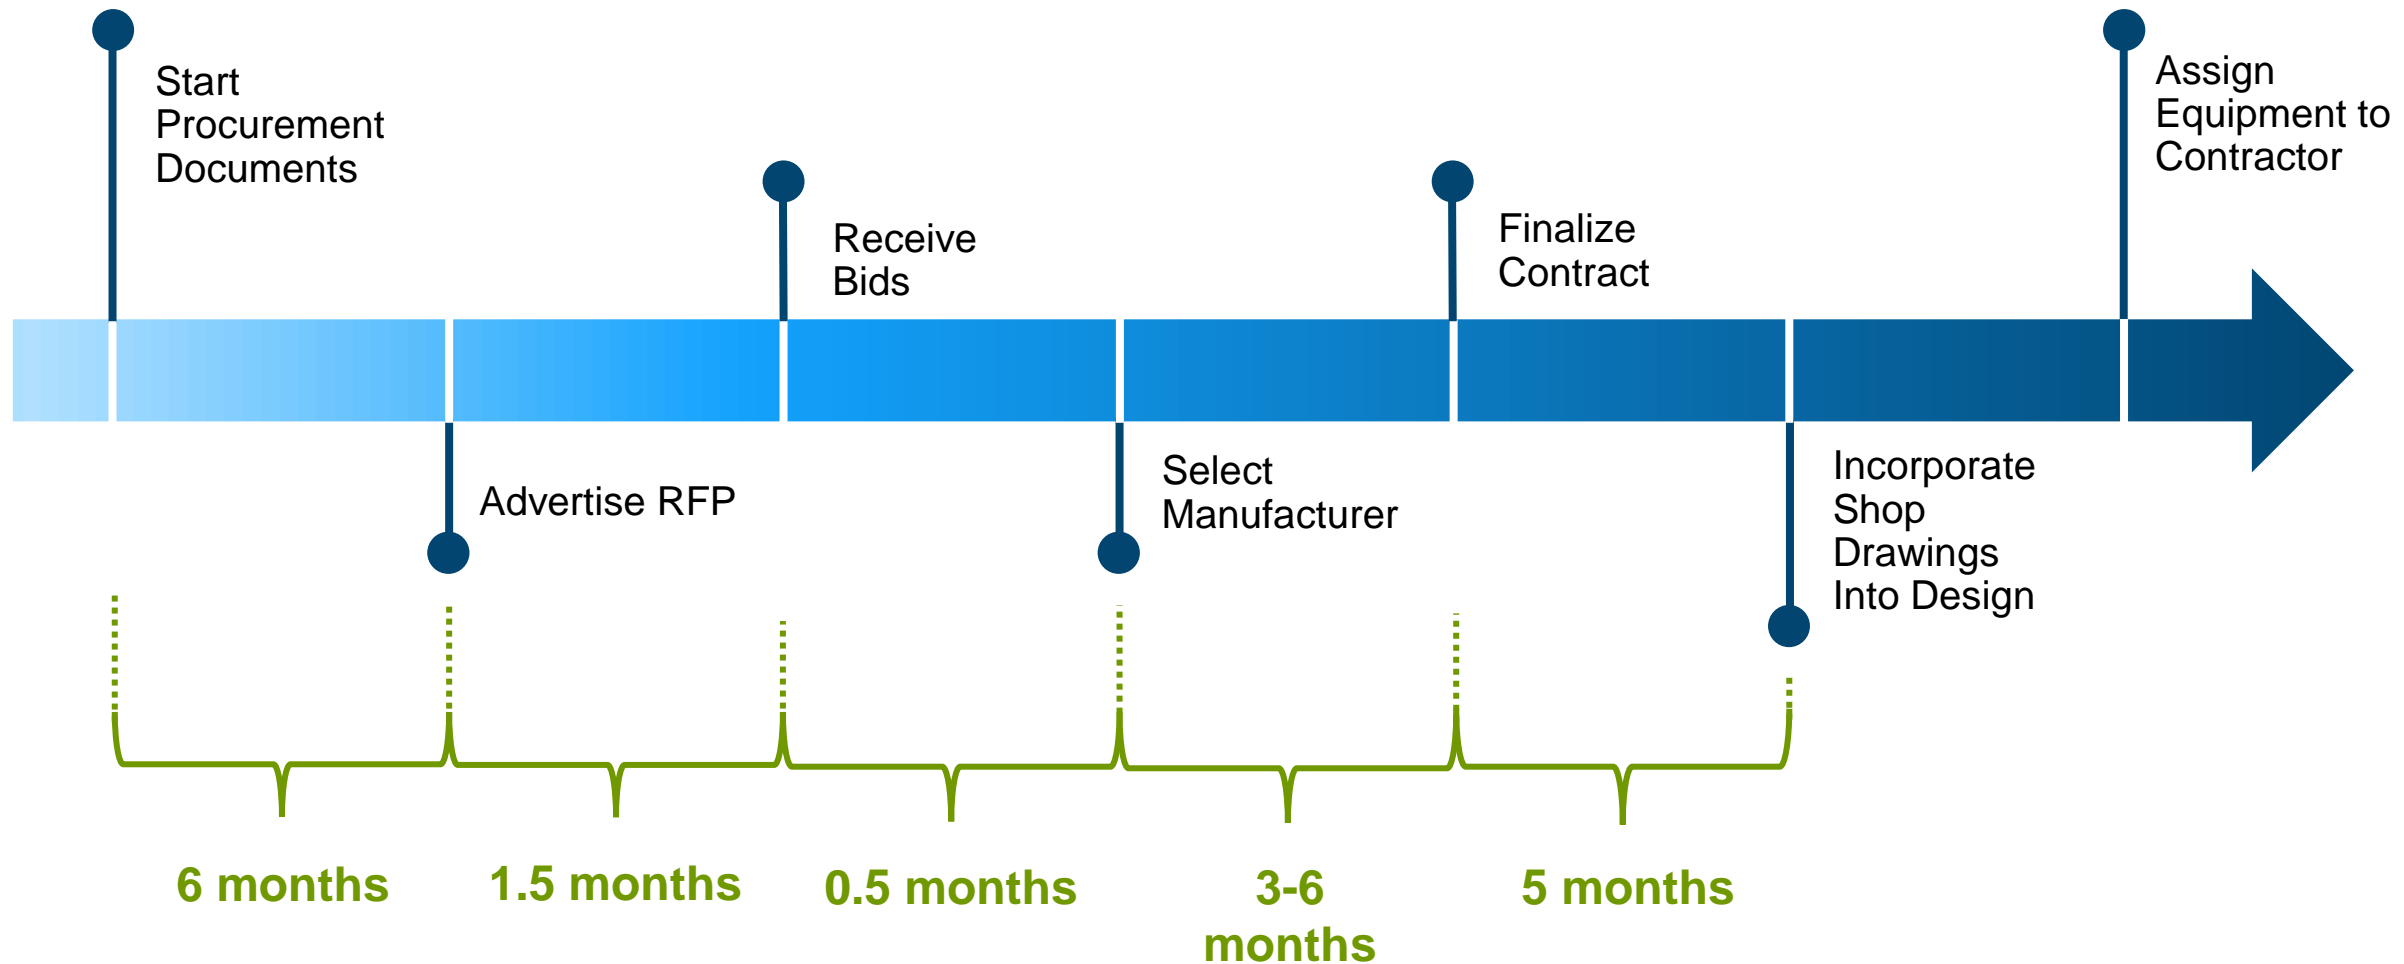 Start
Procurement
Documents
Advertise RFP
Receive
Bids
Select
Manufacturer
Finalize
Contract
Incorporate
Shop
Drawings
Into Design
Assign
Equipment to
Contractor
6 months
1.5 months
0.5 months
3-6
months
5 months